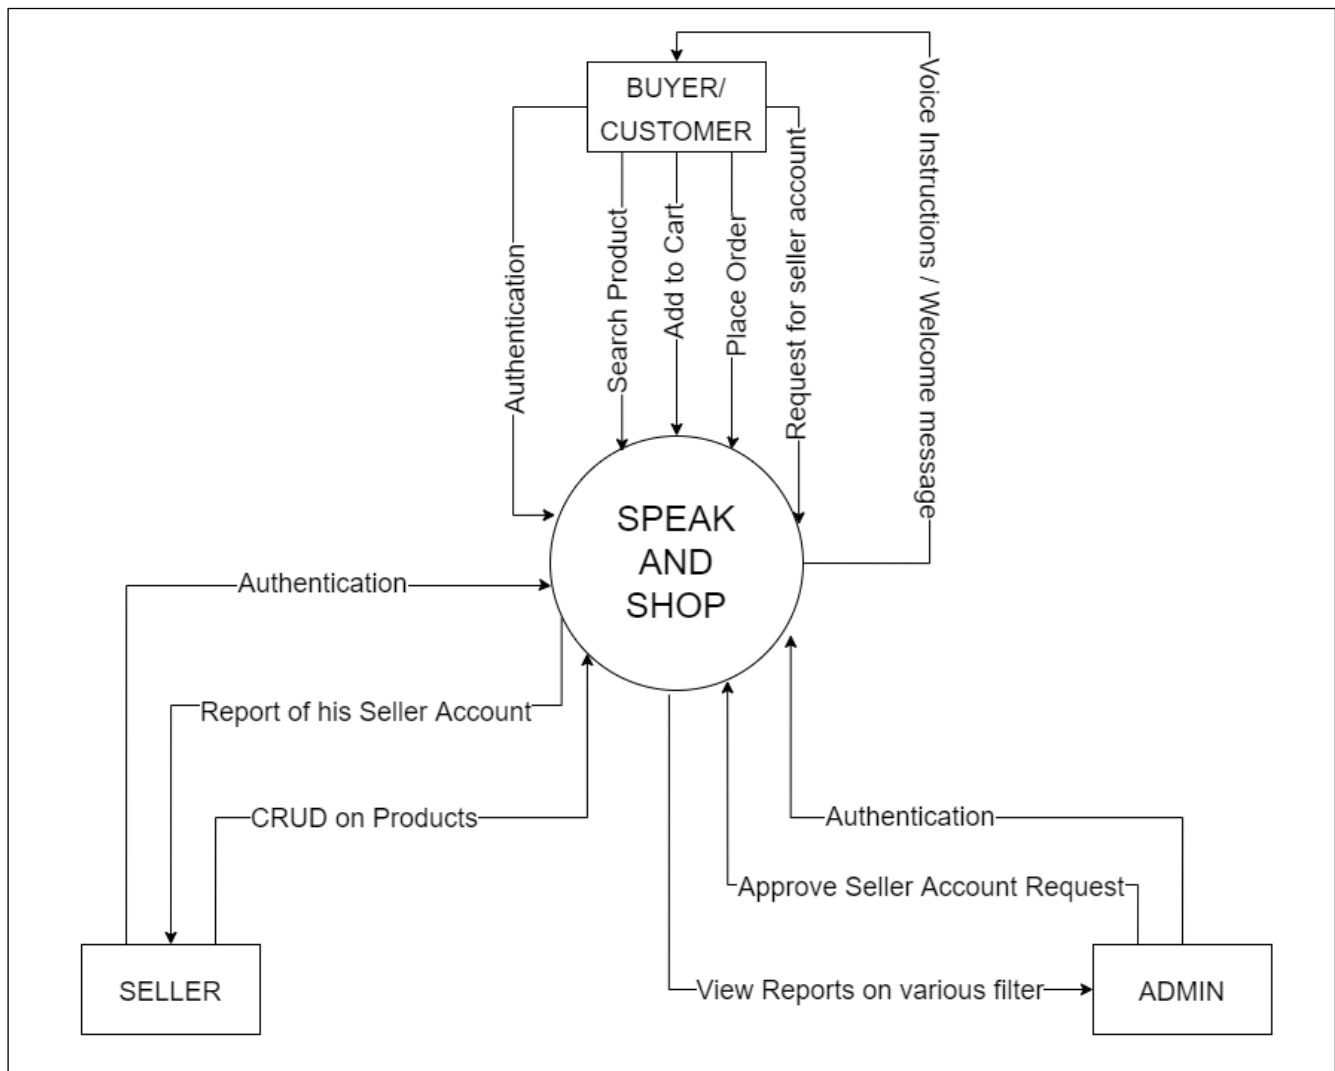 BUYER/
CUSTOMER
Voice Instructions / Welcome message
Authentication
Search Product
Add to Cart
Place Order
Request for seller account
SPEAK
AND
SHOP
Authentication
Report of his Seller Account
CRUD on Products
Authentication
Approve Seller Account Request
View Reports on various filter
SELLER
ADMIN